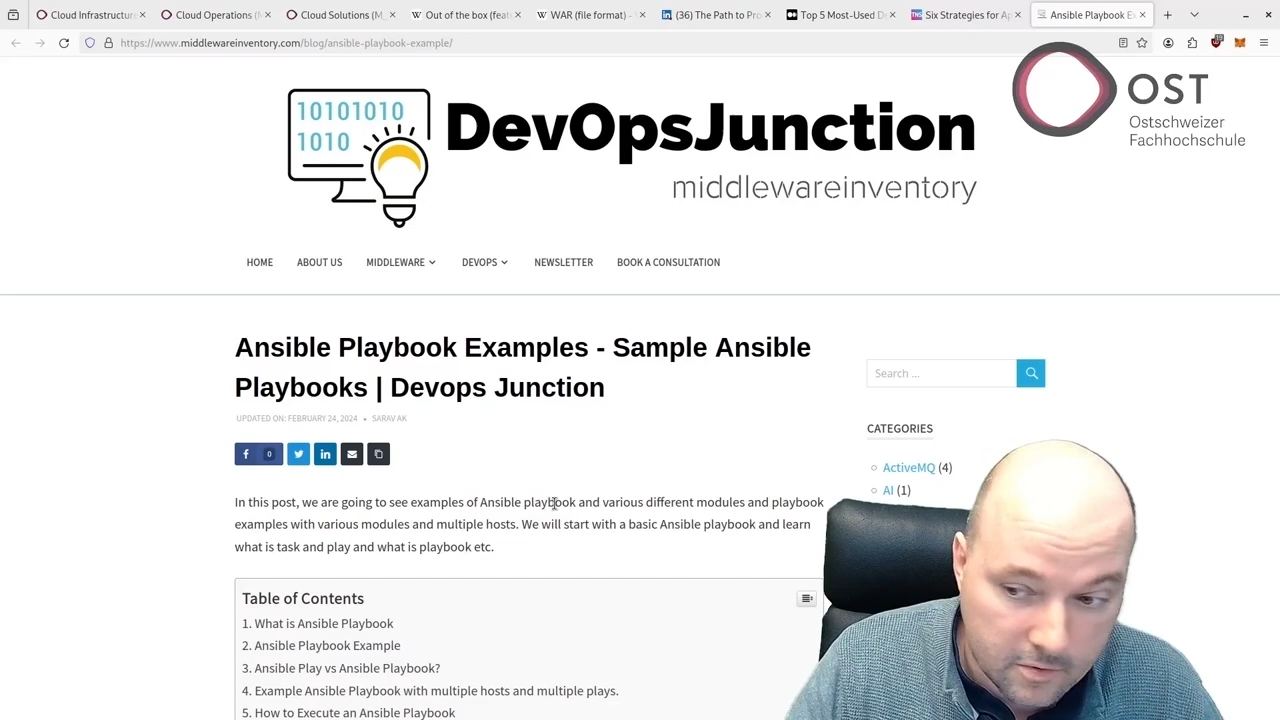 Cloud Infrastructure
Cloud Operations (M
Cloud Solutions (M_
Out of the box (feat
WAR (file format) -
(36) The Path to Pro
Top 5 Most-Used De
Six Strategies for Ap
Ansible Playbook Ex
https://www.middlewareinventory.com/blog/ansible-playbook-example/
OST
Ostschweizer
Fachhochschule
10101010
1010
DevOpsJunction
middlewareinventory
HOME ABOUT US MIDDLEWARE DEVOPS NEWSLETTER BOOK A CONSULTATION
Ansible Playbook Examples - Sample Ansible
Playbooks | Devops Junction
UPDATED ON: FEBRUARY 24, 2024 • SARAV AK
0
Search ...
CATEGORIES
ActiveMQ (4)
AI (1)
In this post, we are going to see examples of Ansible playbook and various different modules and playbook
examples with various modules and multiple hosts. We will start with a basic Ansible playbook and learn
what is task and play and what is playbook etc.
Table of Contents
1. What is Ansible Playbook
2. Ansible Playbook Example
3. Ansible Play vs Ansible Playbook?
4. Example Ansible Playbook with multiple hosts and multiple plays.
5. How to Execute an Ansible Playbook